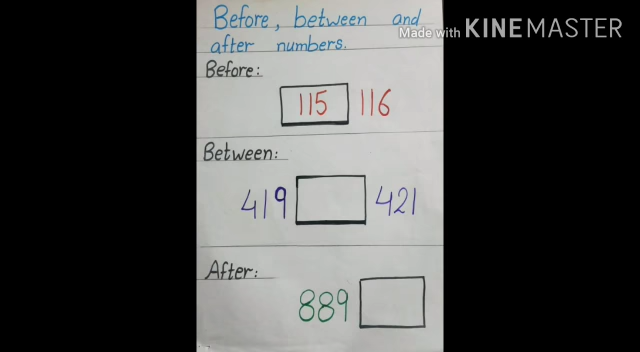 Before, between and
after numbers.
Made with KINEMASTER
Before:
115 116
Between:
419 421
After:
889